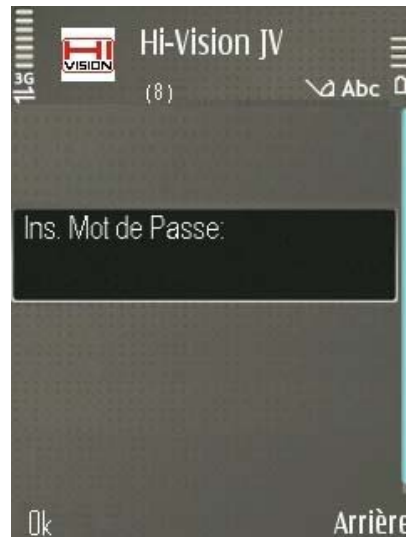 HI
VISION
Hi-Vision JV
3G
(8)
Abc
Ins. Mot de Passe:
Ok
Arrière